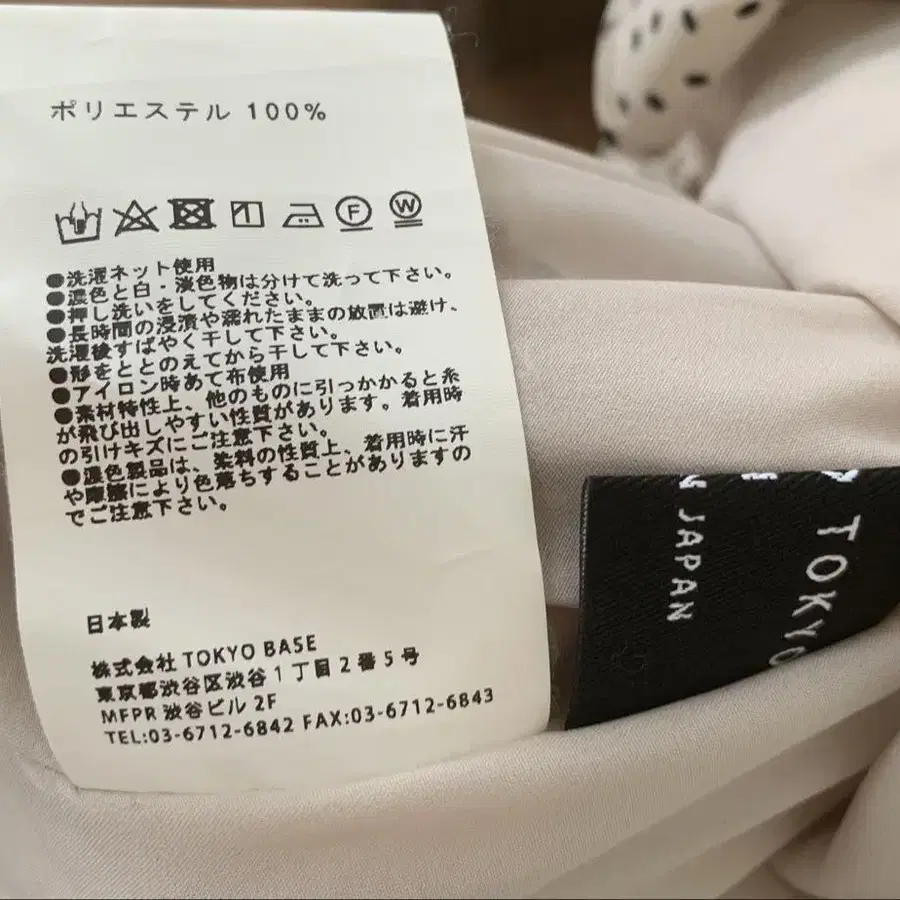 ポリエステル 100%
F
W
●洗濯ネット使用
●濃色と白・淡色物は分けて洗って下さい。
●押し洗いをしてください。
●長時間の浸漬や濡れたままの放置は避け、
洗濯後すばやく干して下さい。
●形をととのえてから干して下さい。
●アイロン時あて布使用
●素材特性上、他のものに引っかかると糸
が飛び出しやすい性質があります。着用時
の引けキズにご注意下さい。
●濃色製品は、染料の性質上、着用時に汗
や摩擦により色落ちすることがありますの
でご注意下さい。
日本製
株式会社 TOKYO BASE
東京都渋谷区渋谷1丁目2番5号
MFPR 渋谷ビル 2F
TEL:03-6712-6842 FAX:03-6712-6843
TOKYO
N JAPAN